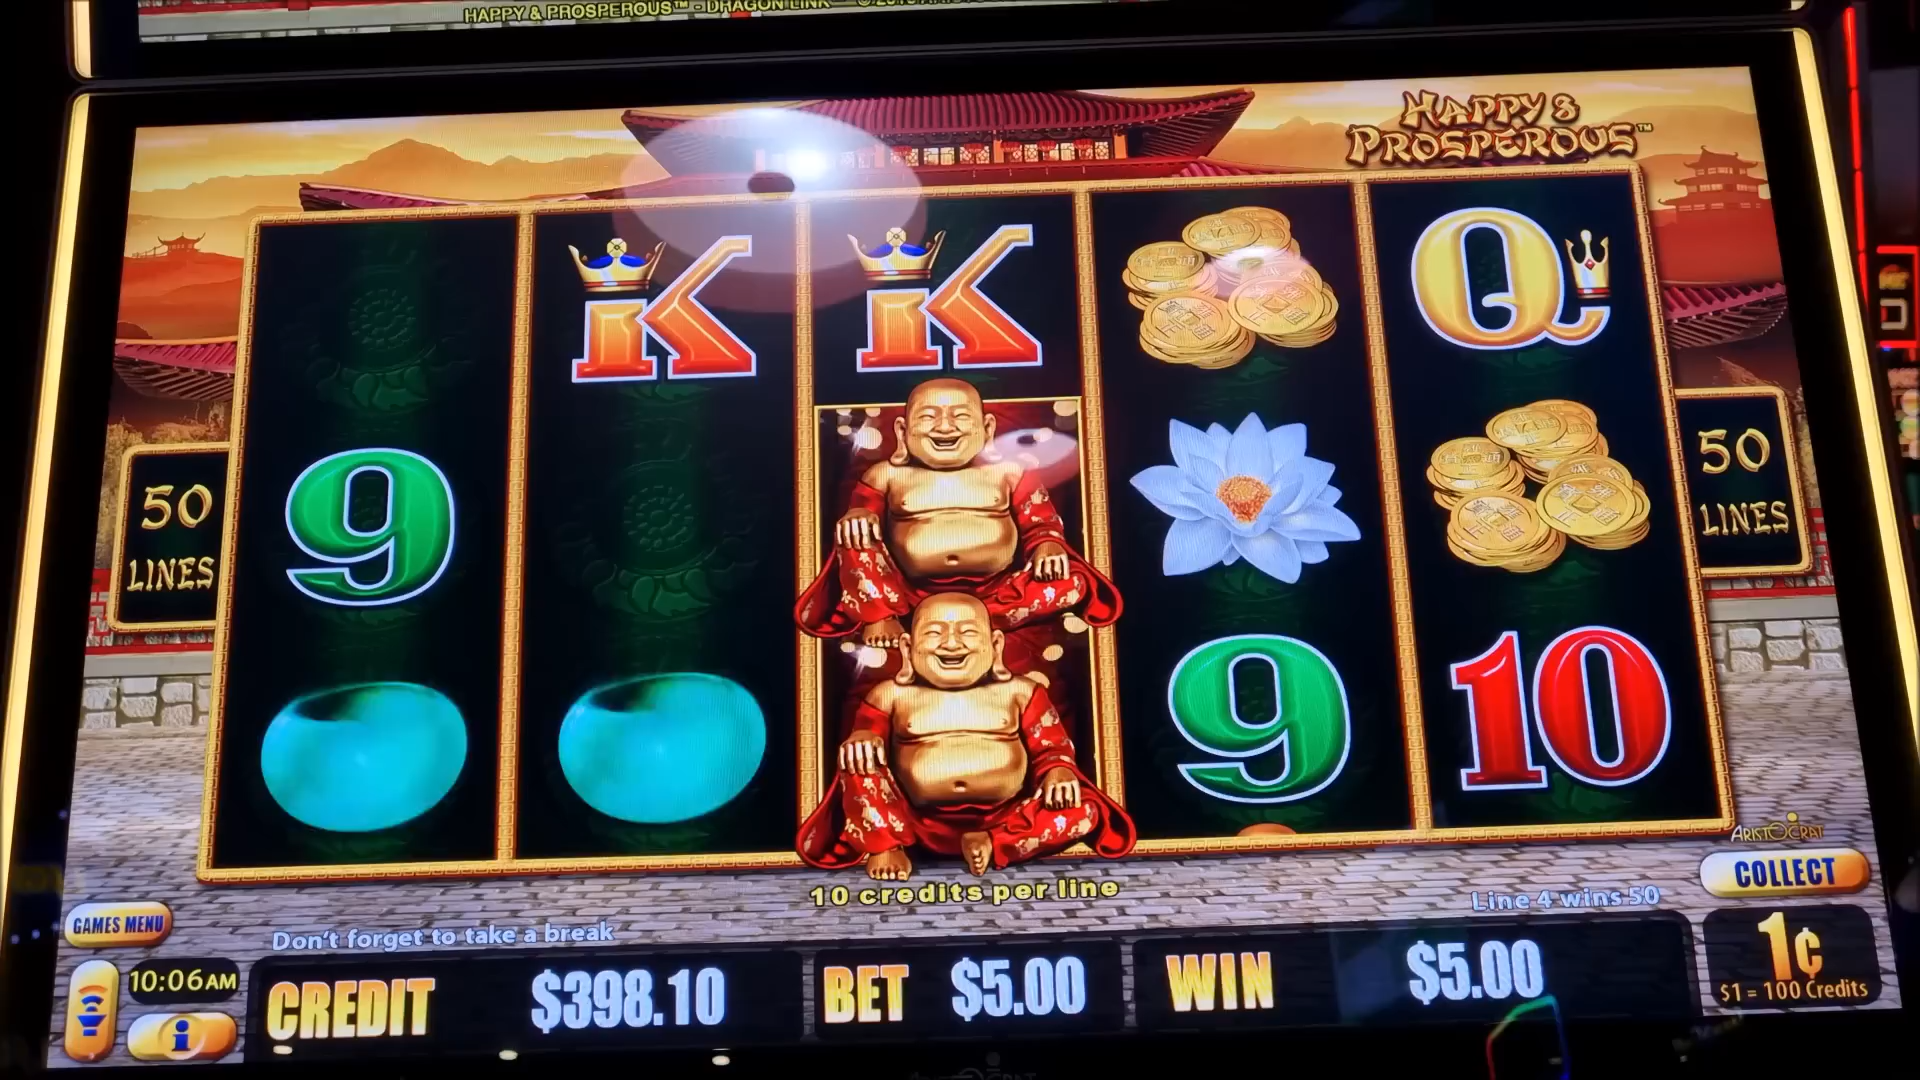 HAPPY & PROSPEROUS™ - DRAGON LINK
HAPPY &
PROSPEROUS™
K K Q
50
LINES
9
50
LINES
9 10
ARISTOCRAT
COLLECT
10 credits per line
Line 4 wins 50
GAMES MENU
Don't forget to take a break
10:06AM
CREDIT $398.10
BET $5.00
WIN $5.00
1¢
$1 = 100 Credits
i